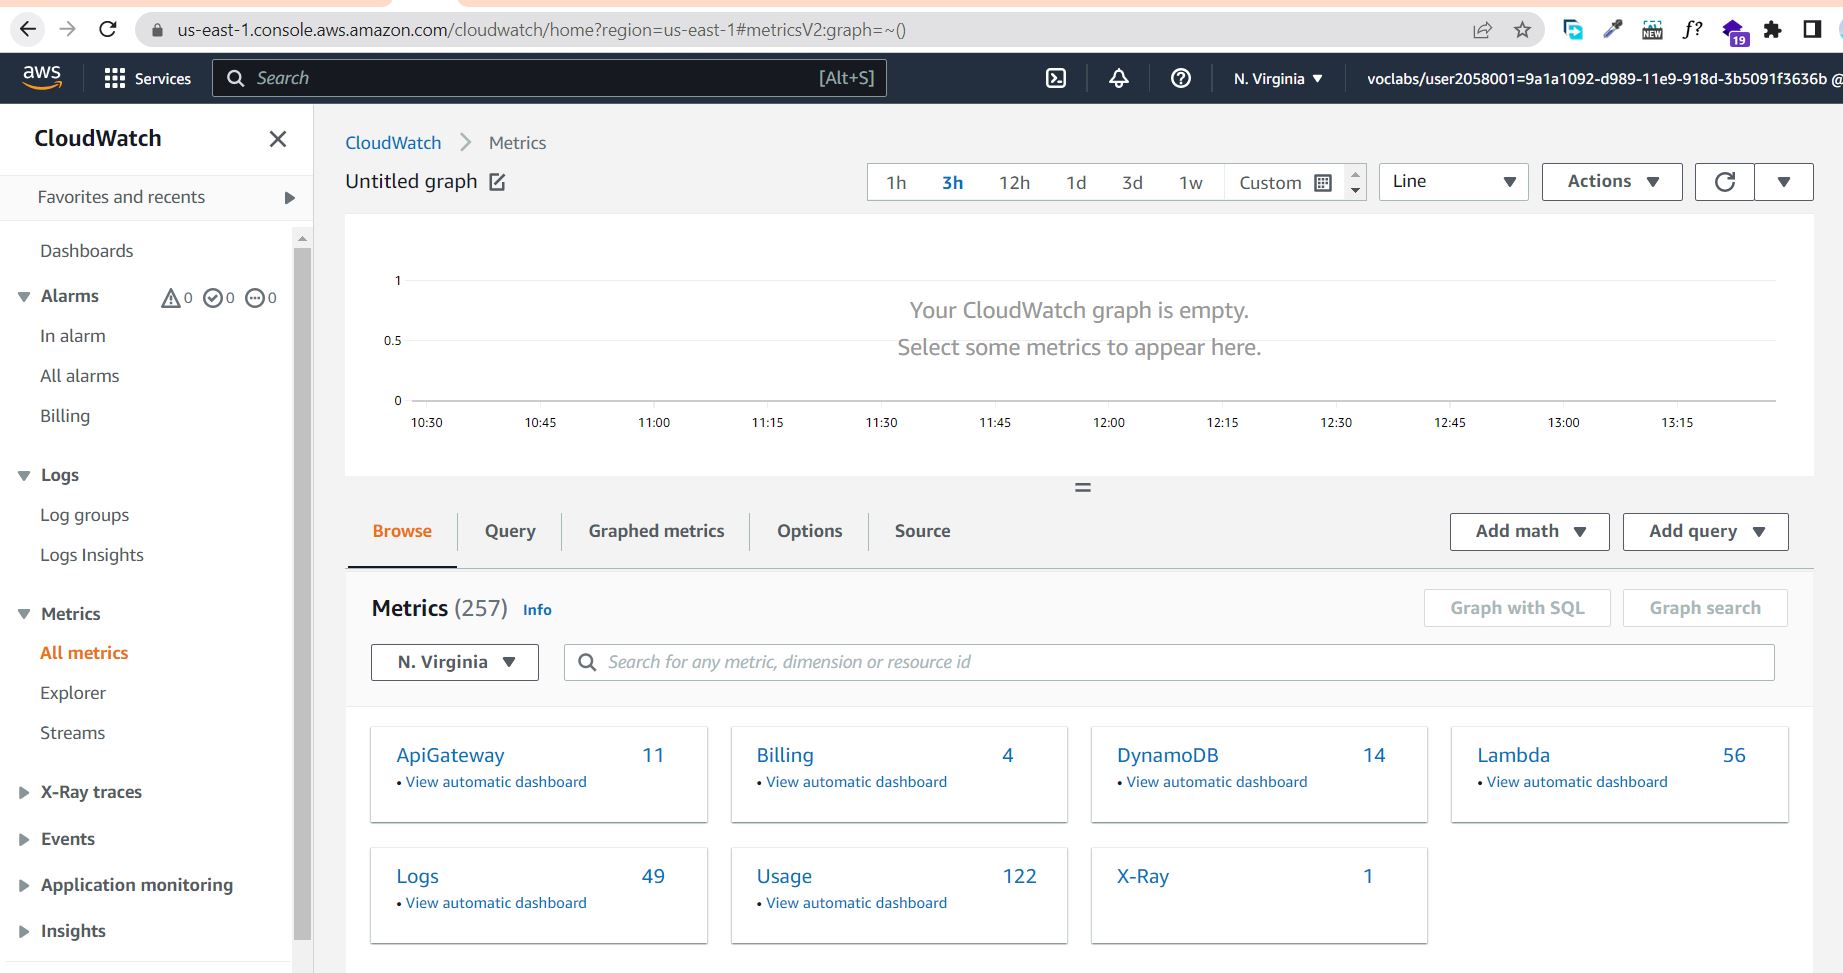 us-east-1.console.aws.amazon.com/cloudwatch/home?region=us-east-1#metricsV2:graph=~()
NEW
f?
19
aws
Services
Search
[Alt+S]
N. Virginia
voclabs/user2058001=9a1a1092-d989-11e9-918d-3b5091f3636b @
CloudWatch
Favorites and recents
Dashboards
Alarms
0
0
0
In alarm
All alarms
Billing
Logs
Log groups
Logs Insights
Metrics
All metrics
Explorer
Streams
X-Ray traces
Events
Application monitoring
Insights
CloudWatch
Metrics
Untitled graph
1h
3h
12h
1d
3d
1w
Custom
Line
Actions
1
0.5
0
Your CloudWatch graph is empty.
Select some metrics to appear here.
10:30
10:45
11:00
11:15
11:30
11:45
12:00
12:15
12:30
12:45
13:00
13:15
Browse
Query
Graphed metrics
Options
Source
Add math
Add query
Metrics (257) Info
Graph with SQL
Graph search
N. Virginia
Search for any metric, dimension or resource id
ApiGateway 11
• View automatic dashboard
Billing 4
• View automatic dashboard
DynamoDB 14
• View automatic dashboard
Lambda 56
• View automatic dashboard
Logs 49
• View automatic dashboard
Usage 122
• View automatic dashboard
X-Ray 1